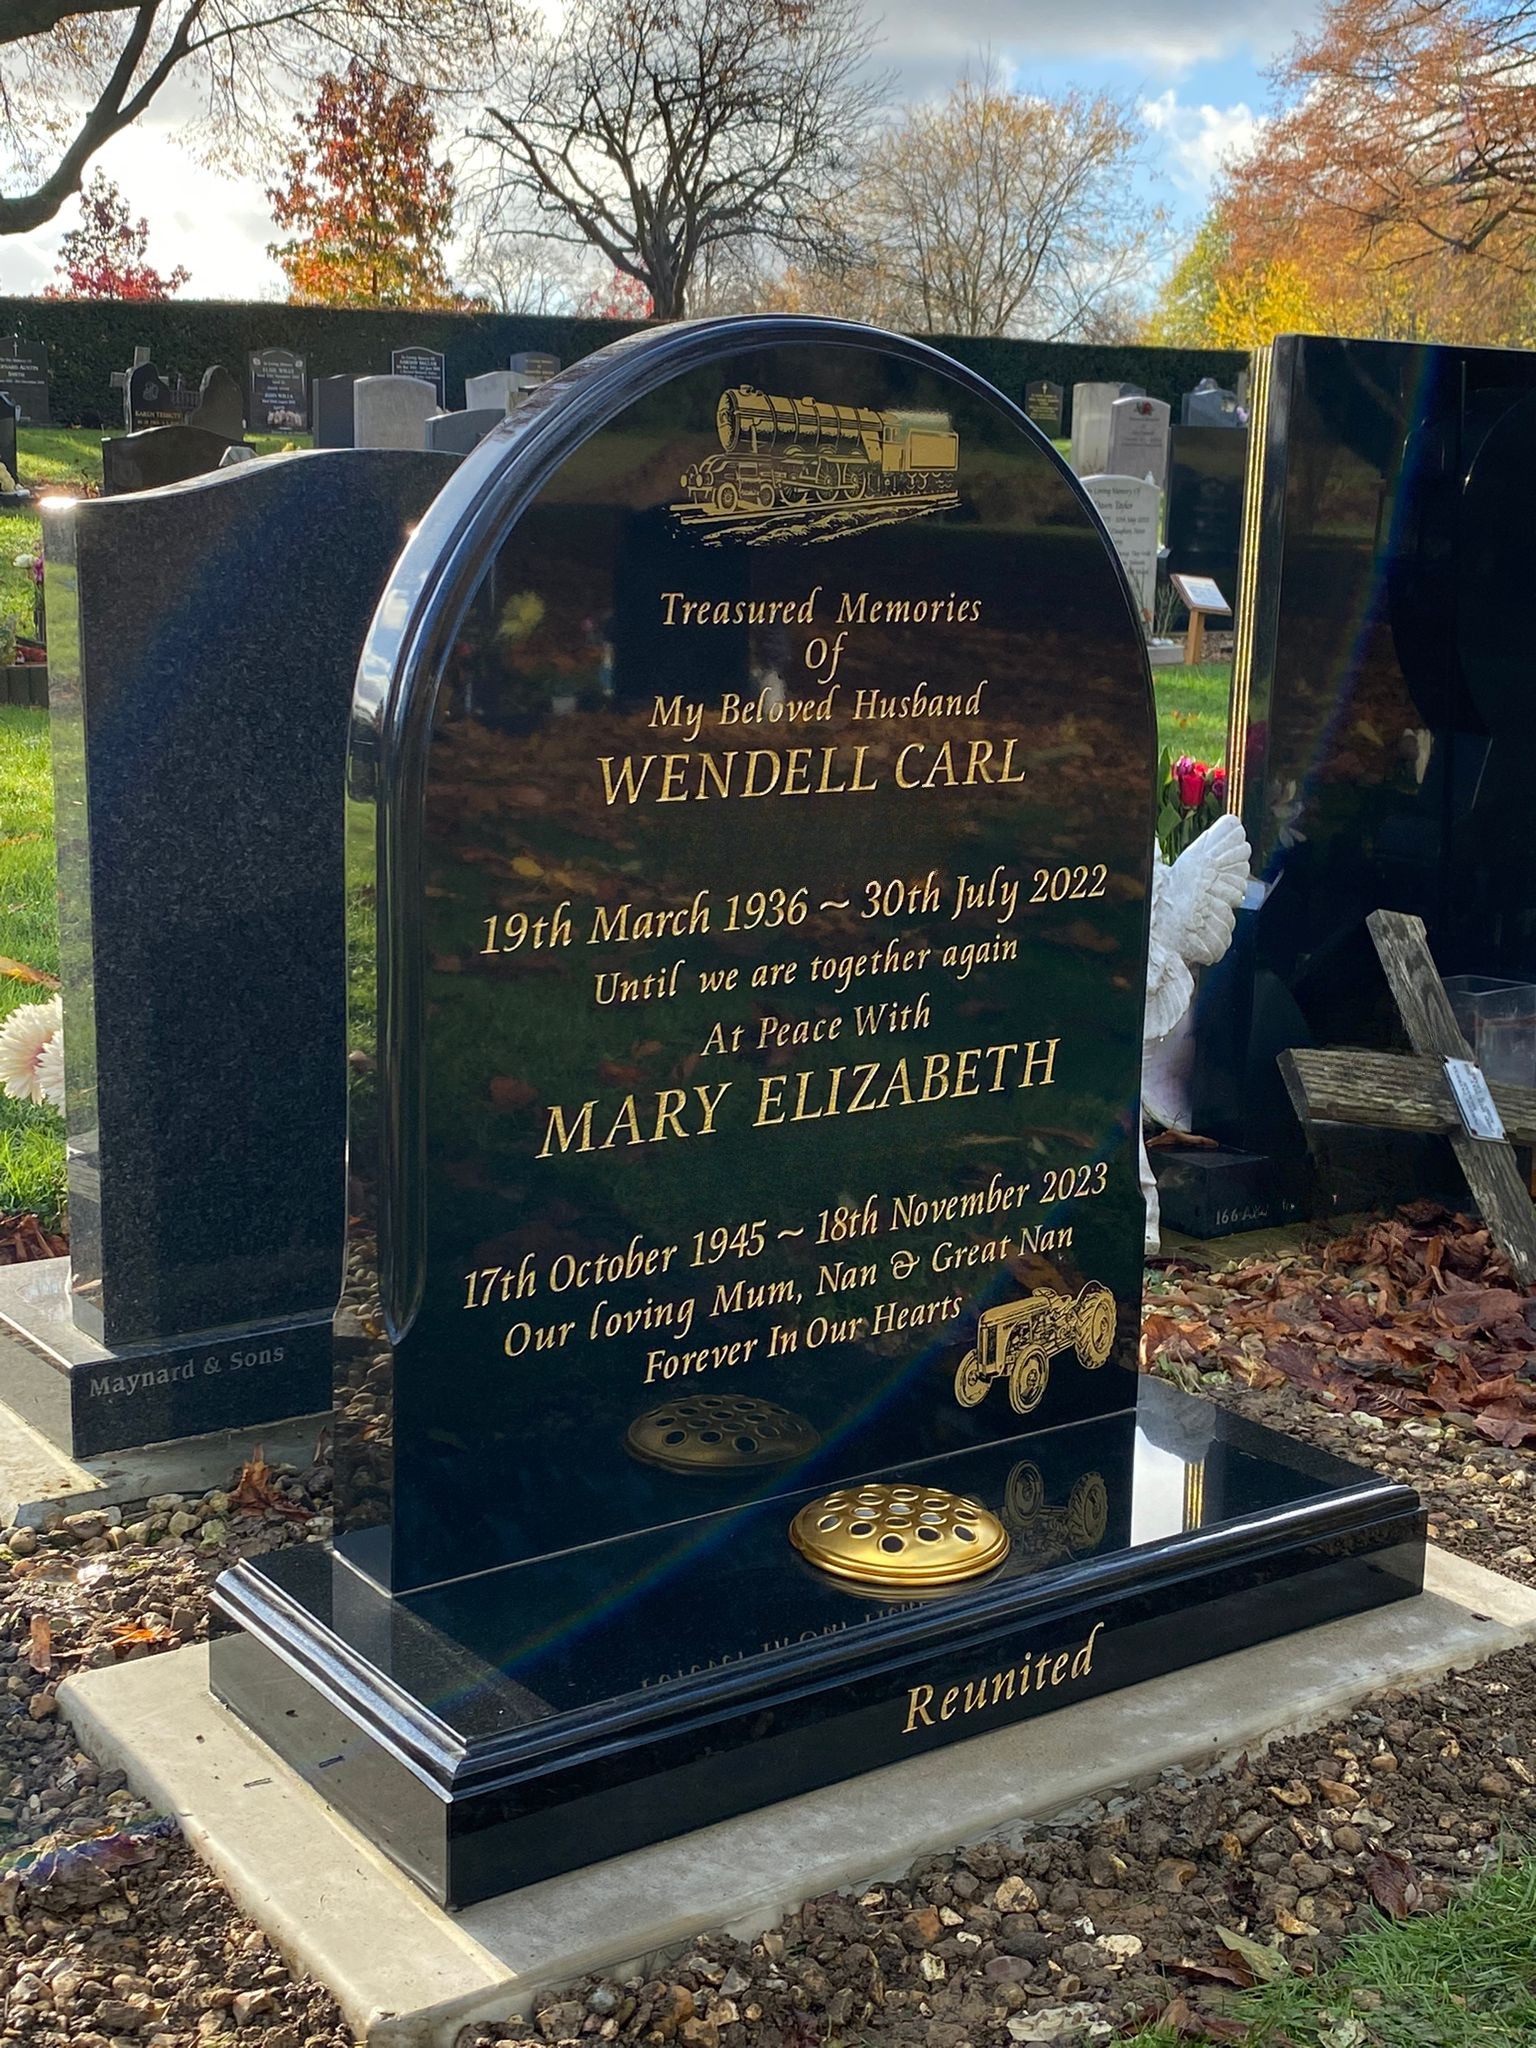 Treasured Memories
Of
My Beloved Husband
WENDELL CARL
19th March 1936 ~ 30th July 2022
Until we are together again
At Peace With
MARY ELIZABETH
17th October 1945 ~ 18th November 2023
Our loving Mum, Nan & Great Nan
Forever In Our Hearts
Reunited
Maynard & Sons